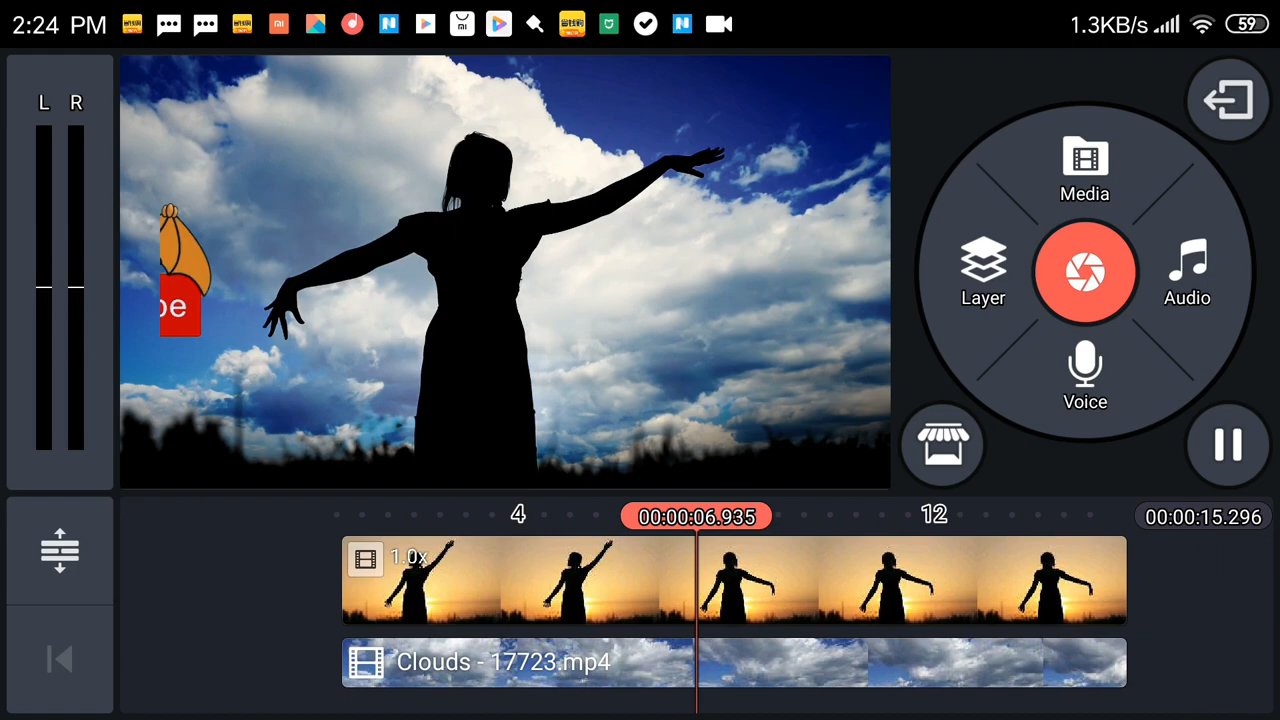 2:24 PM
1.3KB/s
59
L R
be
Media
Layer
Audio
Voice
4
00:00:06.935
12
00:00:15.296
1.0x
Clouds - 17723.mp4